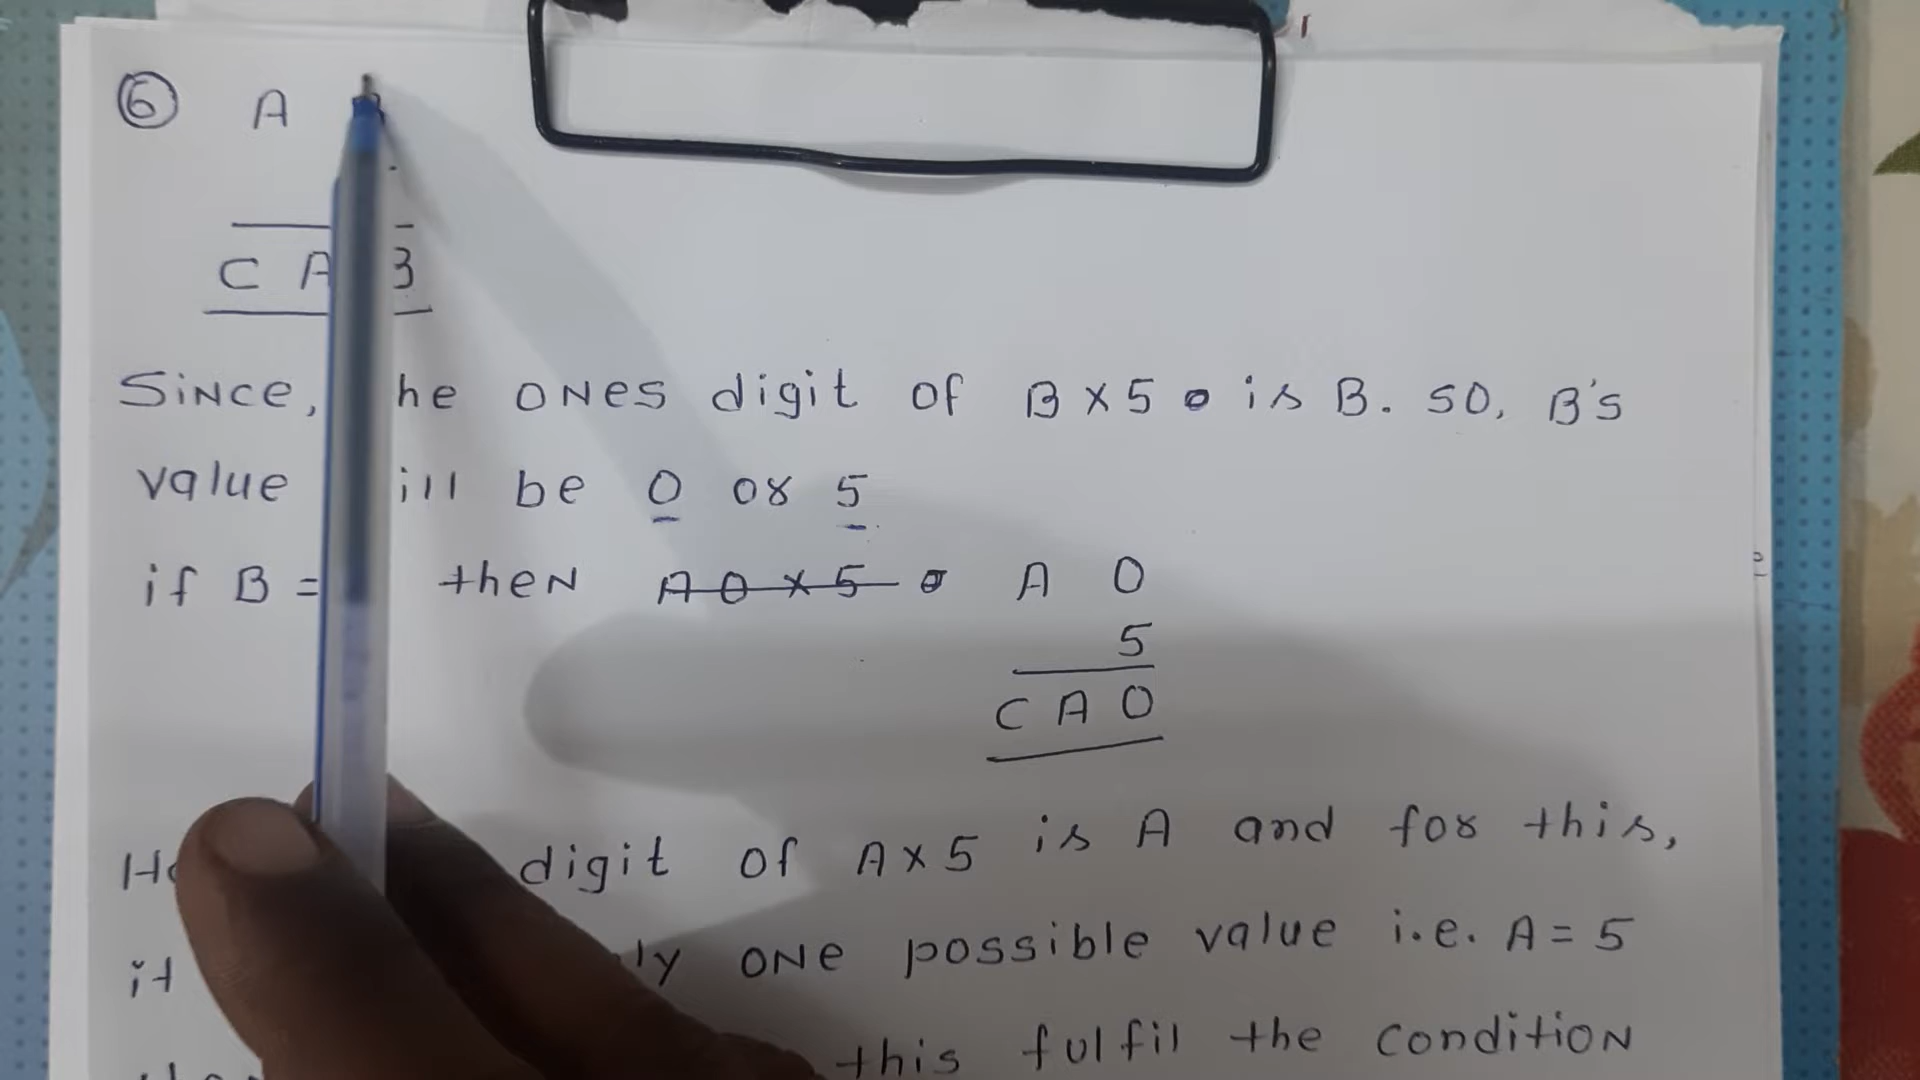 ⑥ A
C A B
Since, he ones digit of B×5 is B. so, B's
value ill be 0 or 5
if B = then A0×5 A 0
5
C A 0
digit of A×5 is A and for this,
it ly one possible value i.e. A=5
this fulfil the condition